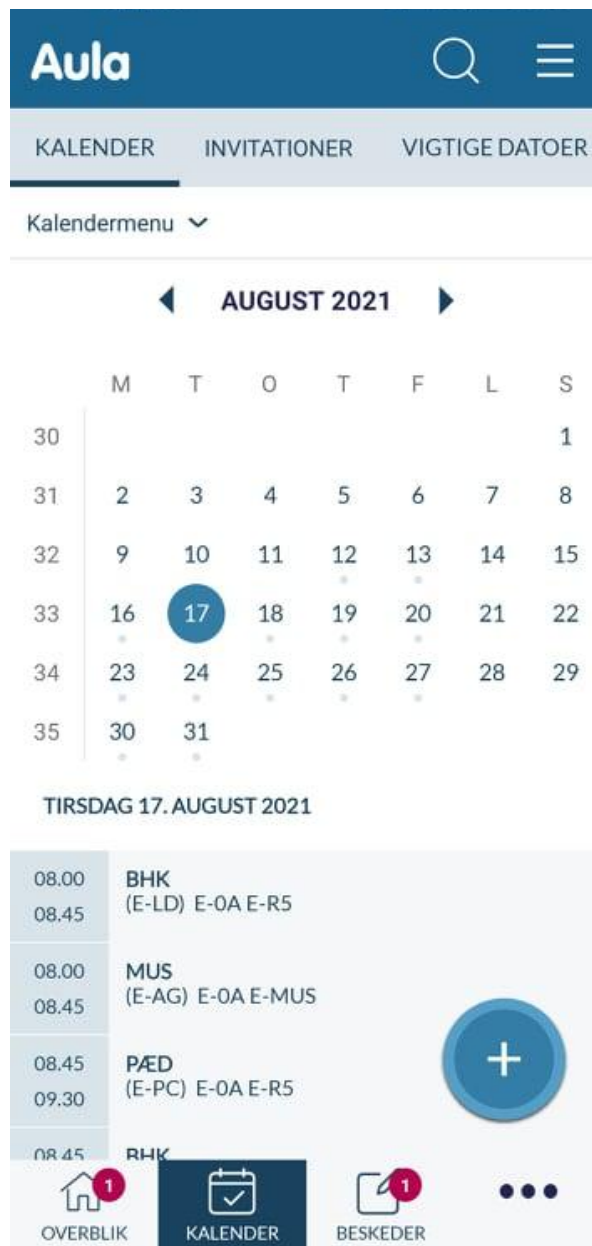 Aula
KALENDER INVITATIONER VIGTIGE DATOER
Kalendermenu
AUGUST 2021
M T O T F L S
30 1
31 2 3 4 5 6 7 8
32 9 10 11 12 13 14 15
33 16 17 18 19 20 21 22
34 23 24 25 26 27 28 29
35 30 31
TIRSDAG 17. AUGUST 2021
08.00 BHK
08.45 (E-LD) E-0A E-R5
08.00 MUS
08.45 (E-AG) E-0A E-MUS
08.45 PÆD
09.30 (E-PC) E-0A E-R5
08.45 BHK
1 1
OVERBLIK KALENDER BESKEDER